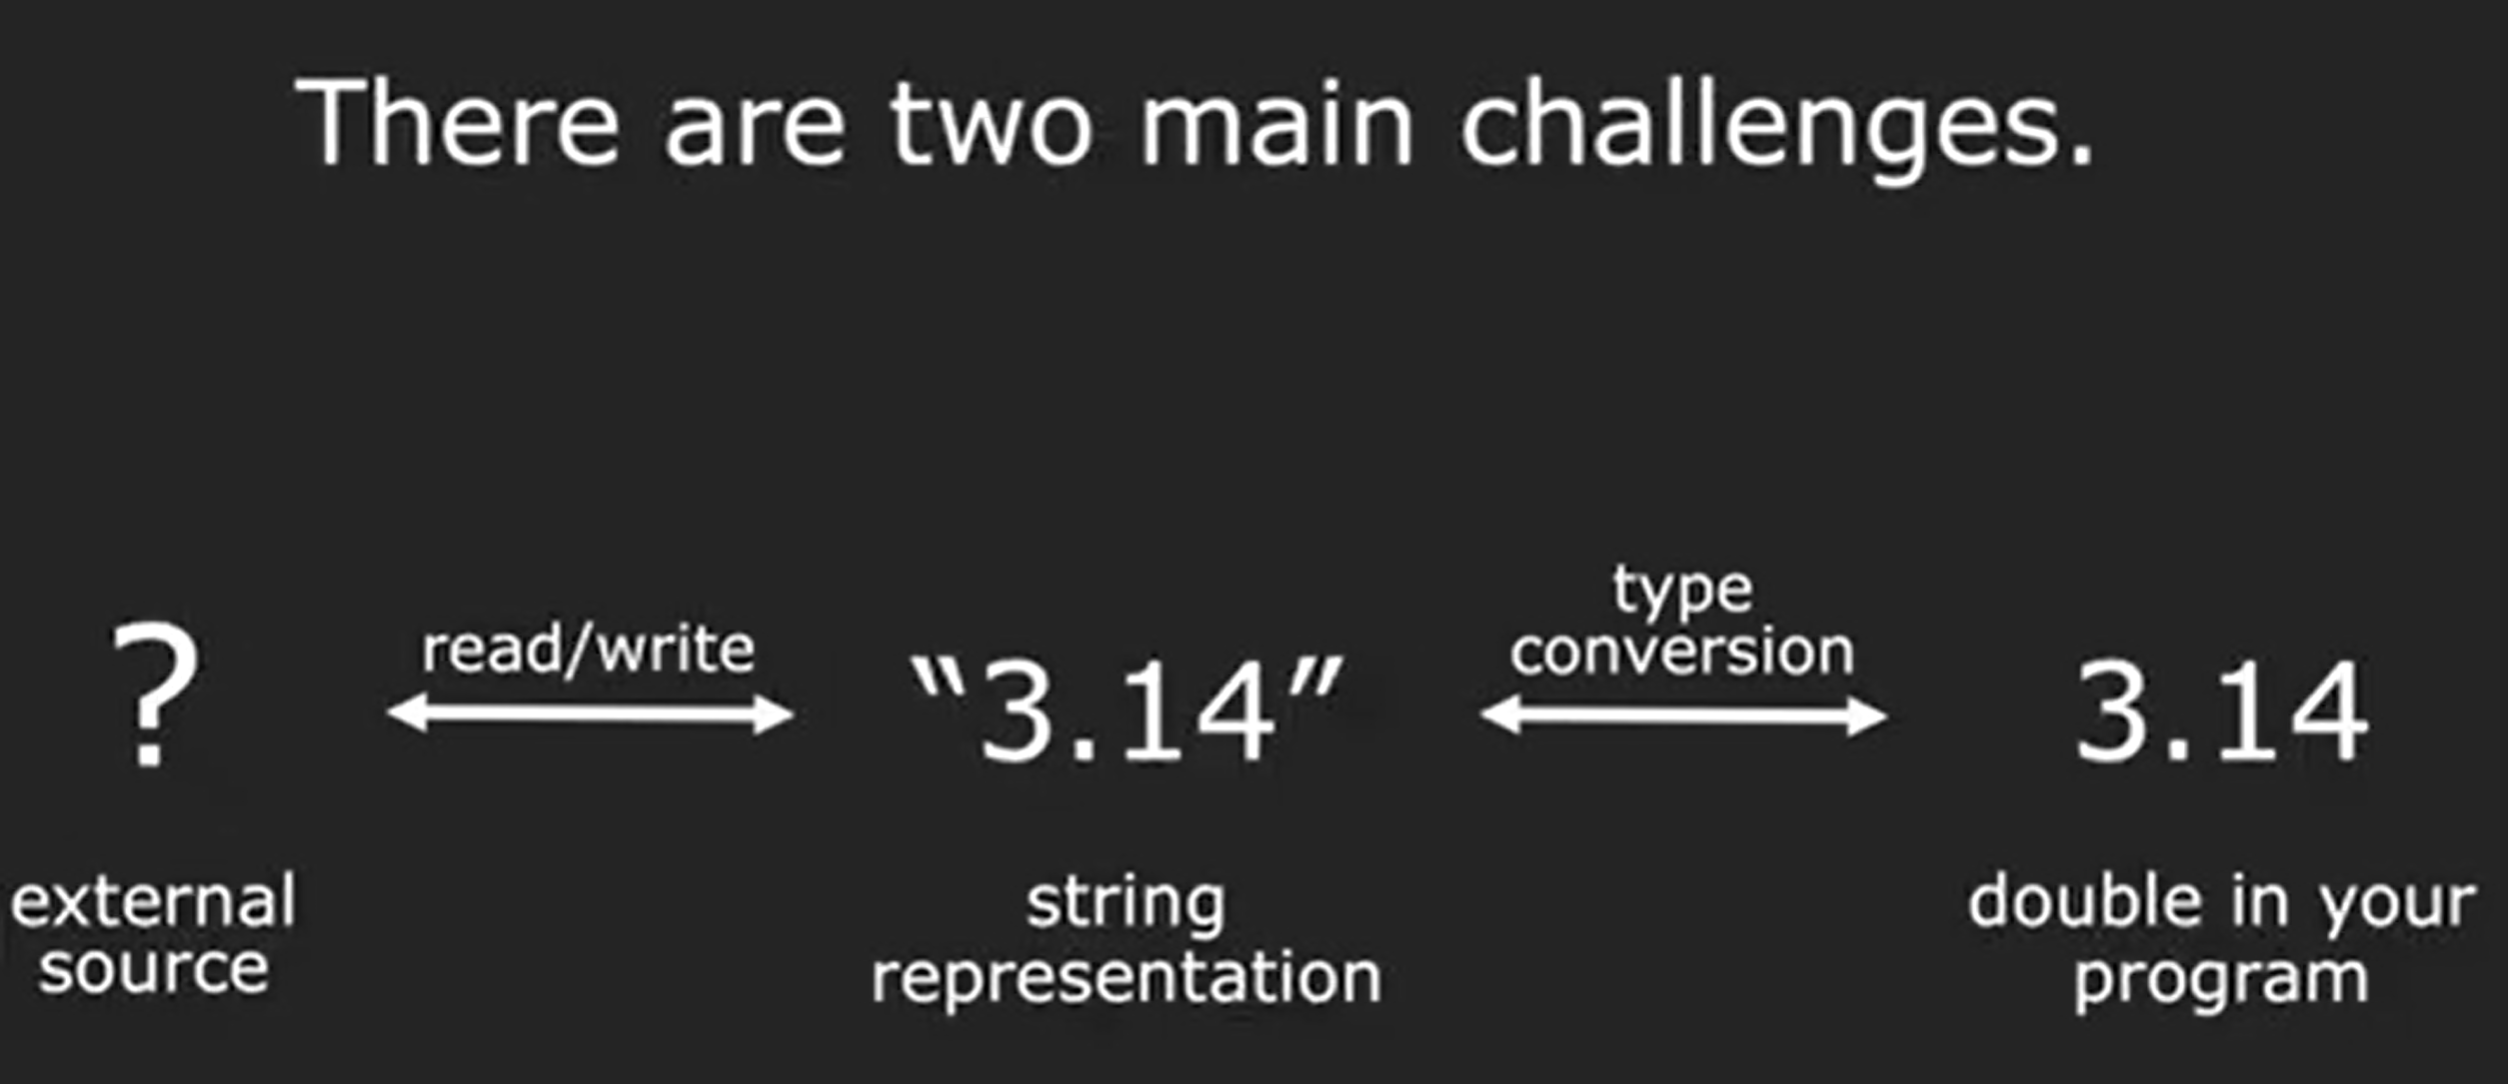 There are two main challenges.
?
read/write
“3.14”
type
conversion
3.14
external
source
string
representation
double in your
program